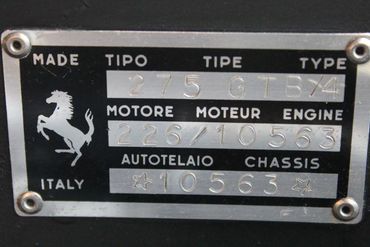 MADE TIPO TIPE TYPE
275 GTB/4
MOTORE MOTEUR ENGINE
226/10563
AUTOTELAIO CHASSIS
ITALY ☆10563☆